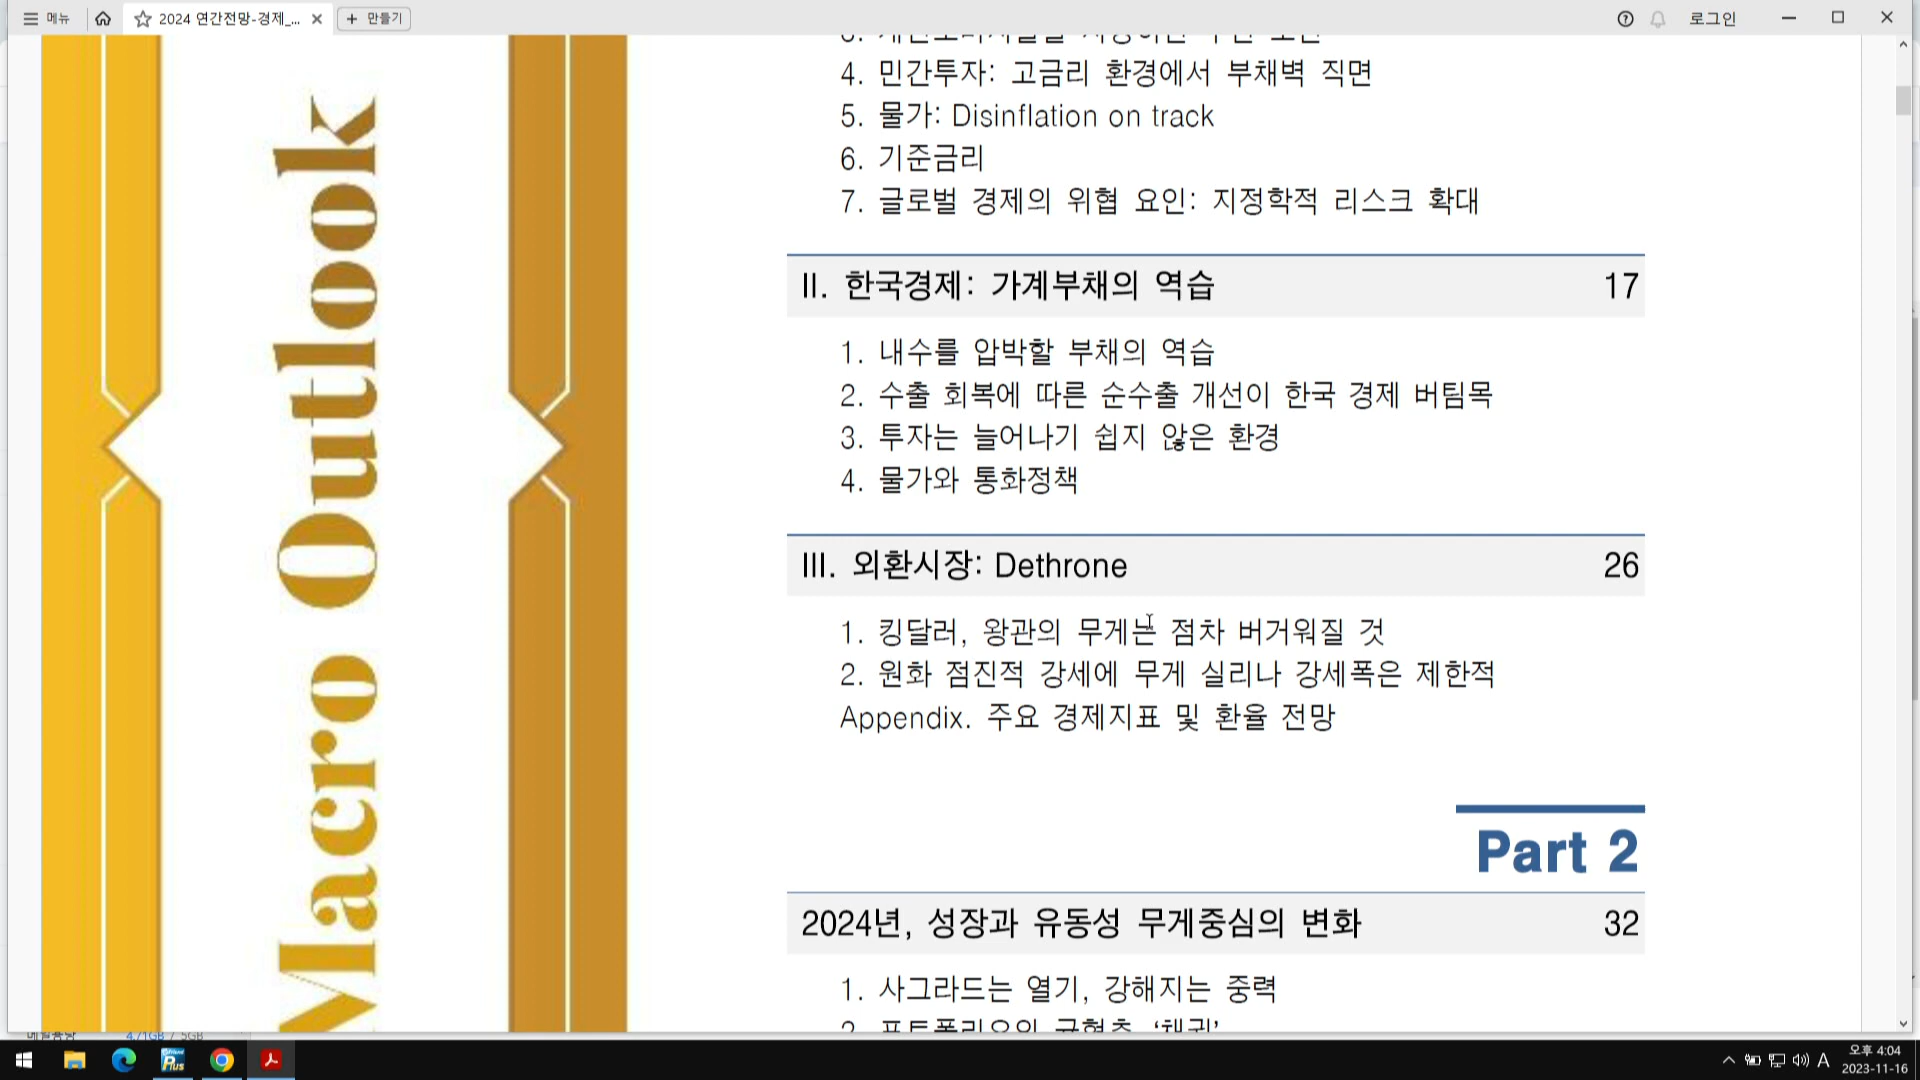 메뉴
2024 연간전망-경제_...
만들기
로그인
4. 민간투자: 고금리 환경에서 부채벽 직면
5. 물가: Disinflation on track
6. 기준금리
7. 글로벌 경제의 위협 요인: 지정학적 리스크 확대
II. 한국경제: 가계부채의 역습 17
1. 내수를 압박할 부채의 역습
2. 수출 회복에 따른 순수출 개선이 한국 경제 버팀목
3. 투자는 늘어나기 쉽지 않은 환경
4. 물가와 통화정책
III. 외환시장: Dethrone 26
1. 킹달러, 왕관의 무게는 점차 버거워질 것
2. 원화 점진적 강세에 무게 실리나 강세폭은 제한적
Appendix. 주요 경제지표 및 환율 전망
Part 2
2024년, 성장과 유동성 무게중심의 변화 32
1. 사그라드는 열기, 강해지는 중력
Macro Outlook
4.71GB / 5GB
Plus
A
오후 4:04
2023-11-16